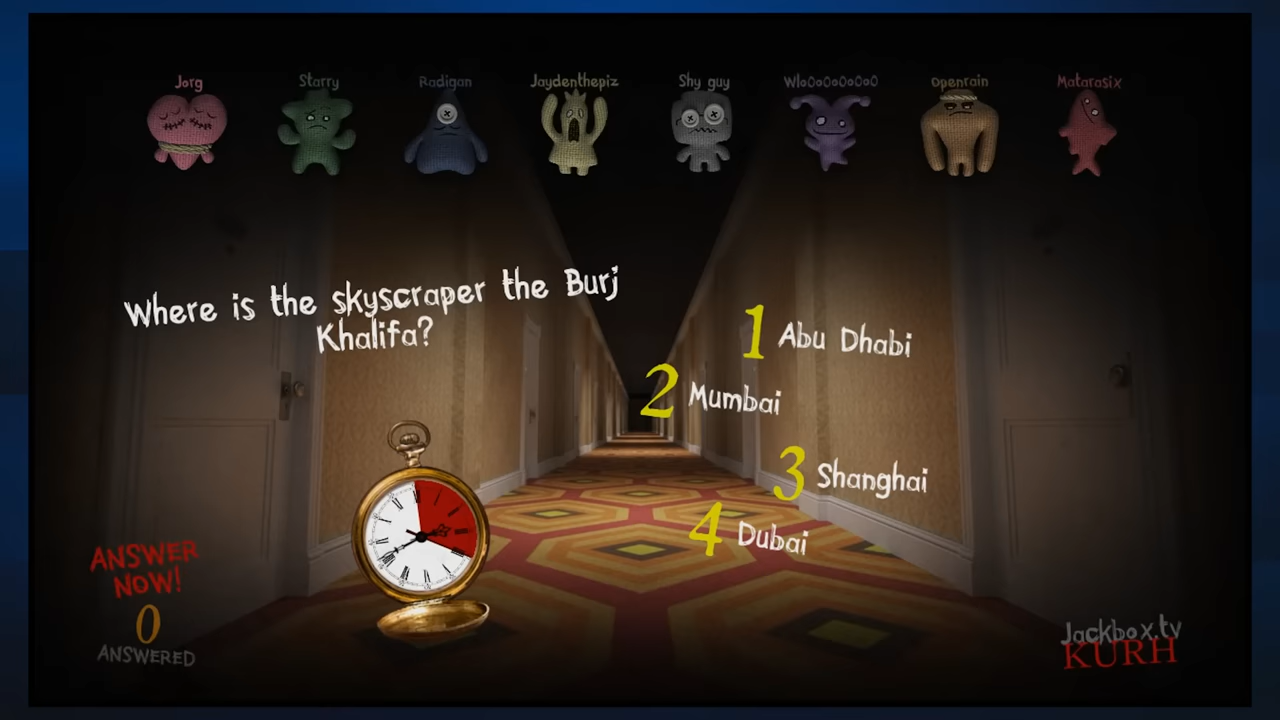 Jorg
Starry
Radigan
Jaydenthepiz
Shy guy
Wlo0o0o0o0o0
Openrain
Matarasix
Where is the skyscraper the Burj
Khalifa?
1 Abu Dhabi
2 Mumbai
3 Shanghai
4 Dubai
ANSWER
NOW!
0
ANSWERED
Jackbox.tv
KURH